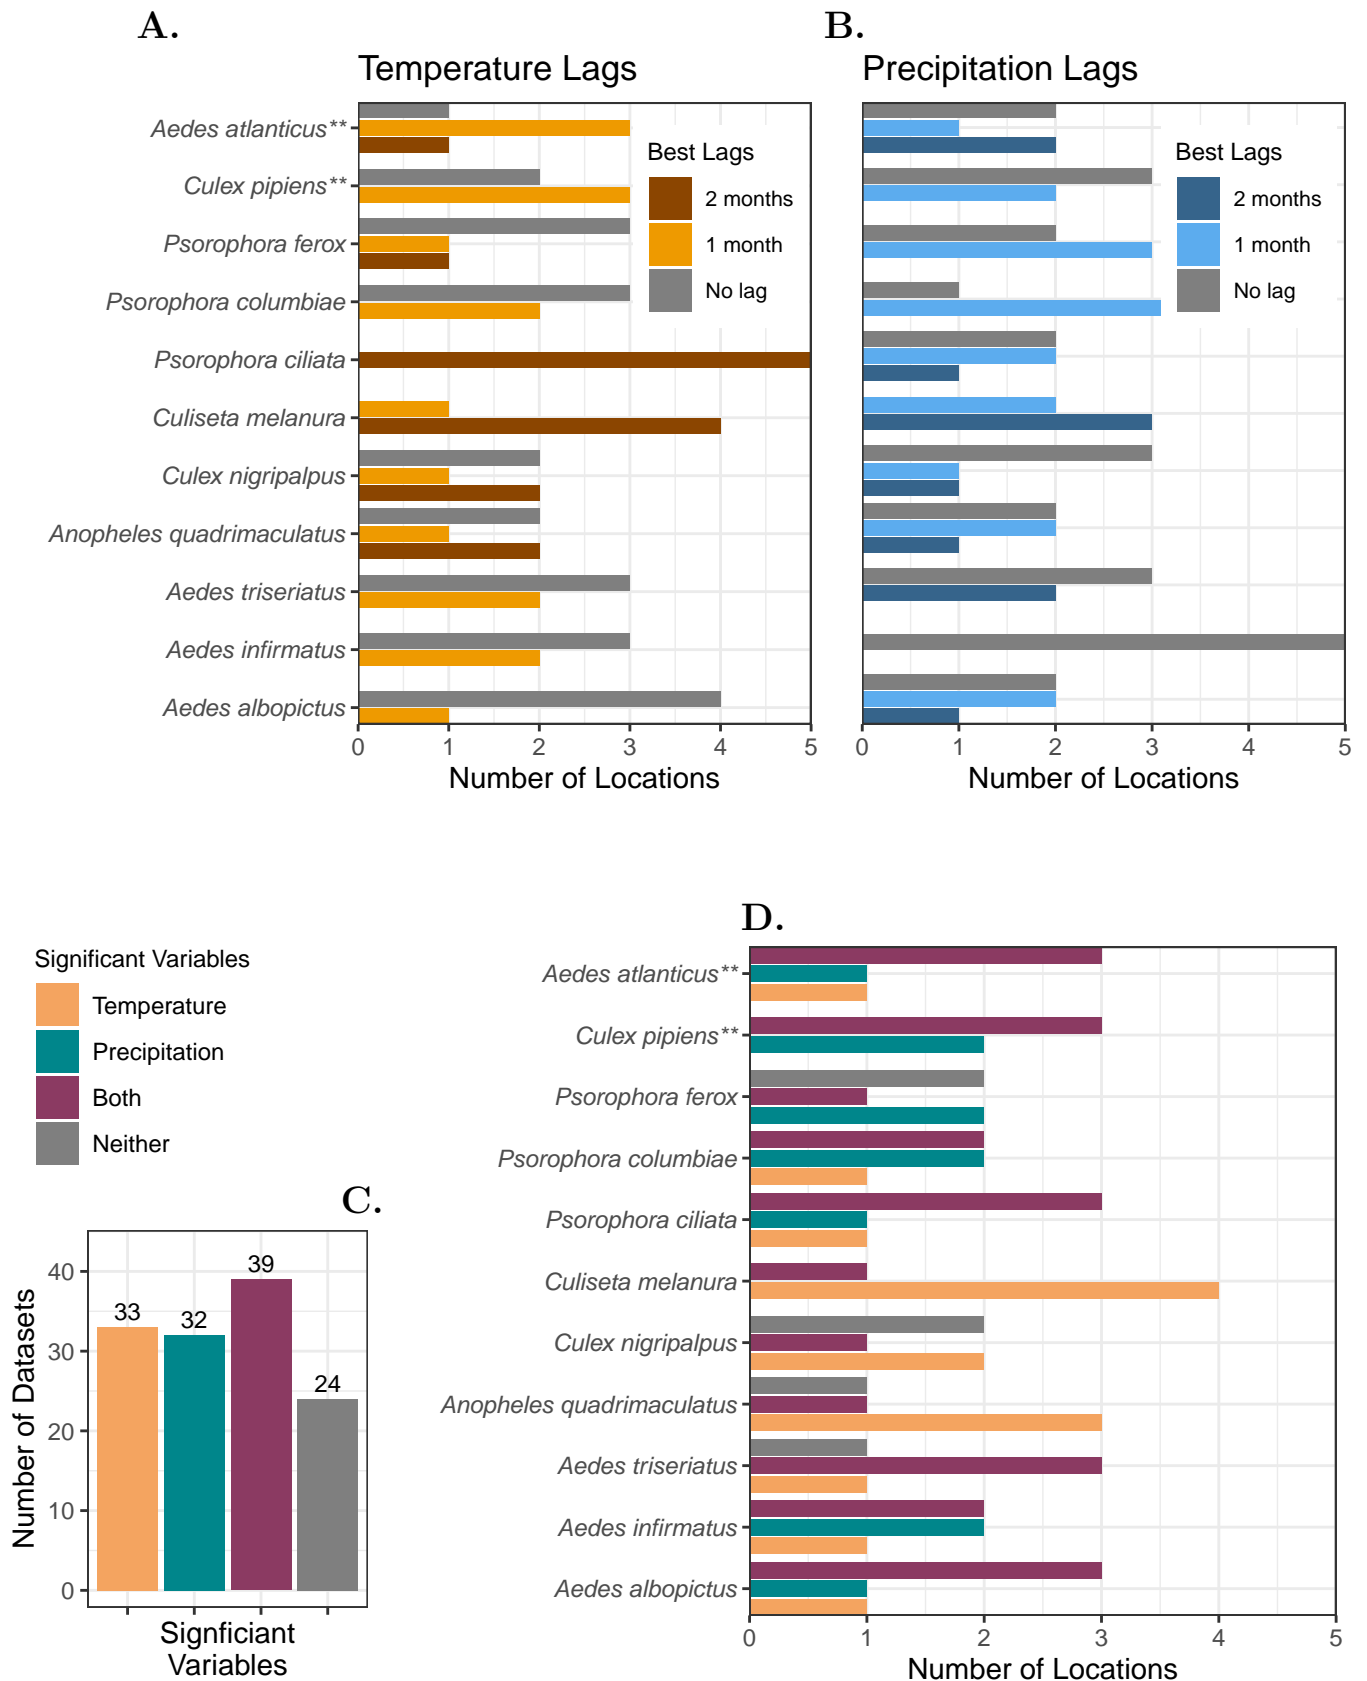 A.
B.
Temperature Lags
Precipitation Lags
Aedes atlanticus**
Culex pipiens**
Psorophora ferox
Psorophora columbiae
Psorophora ciliata
Culiseta melanura
Culex nigripalpus
Anopheles quadrimaculatus
Aedes triseriatus
Aedes infirmatus
Aedes albopictus
Best Lags
2 months
1 month
No lag
Best Lags
2 months
1 month
No lag
0 1 2 3 4 5
0 1 2 3 4 5
Number of Locations
Number of Locations
Significant Variables
Temperature
Precipitation
Both
Neither
C.
40
30
20
10
0
33
32
39
24
Number of Datasets
Signficiant
Variables
D.
Aedes atlanticus**
Culex pipiens**
Psorophora ferox
Psorophora columbiae
Psorophora ciliata
Culiseta melanura
Culex nigripalpus
Anopheles quadrimaculatus
Aedes triseriatus
Aedes infirmatus
Aedes albopictus
0 1 2 3 4 5
Number of Locations